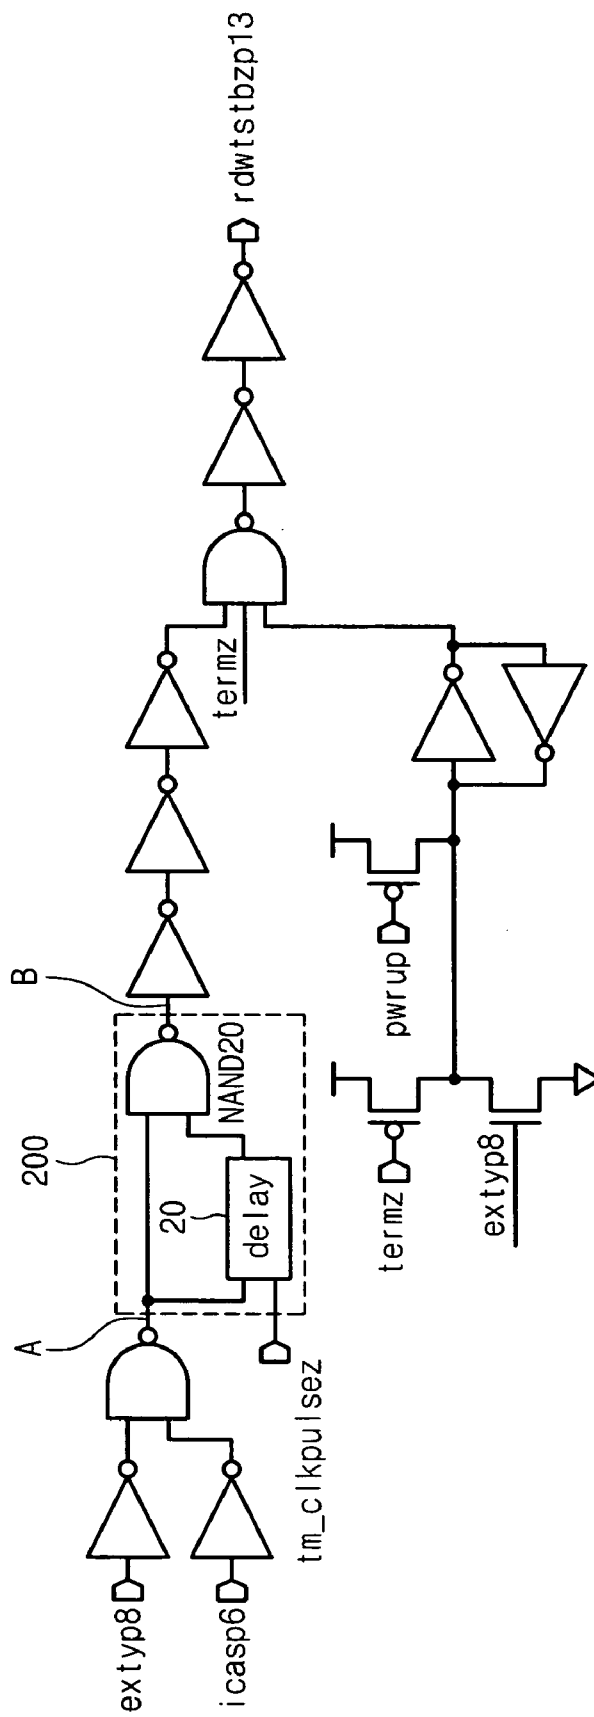 extyp8
icasp6
tm_clkpulsez
A
200
20
delay
NAND20
B
termz
rdwtstbzp13
termz
extyp8
pwrup